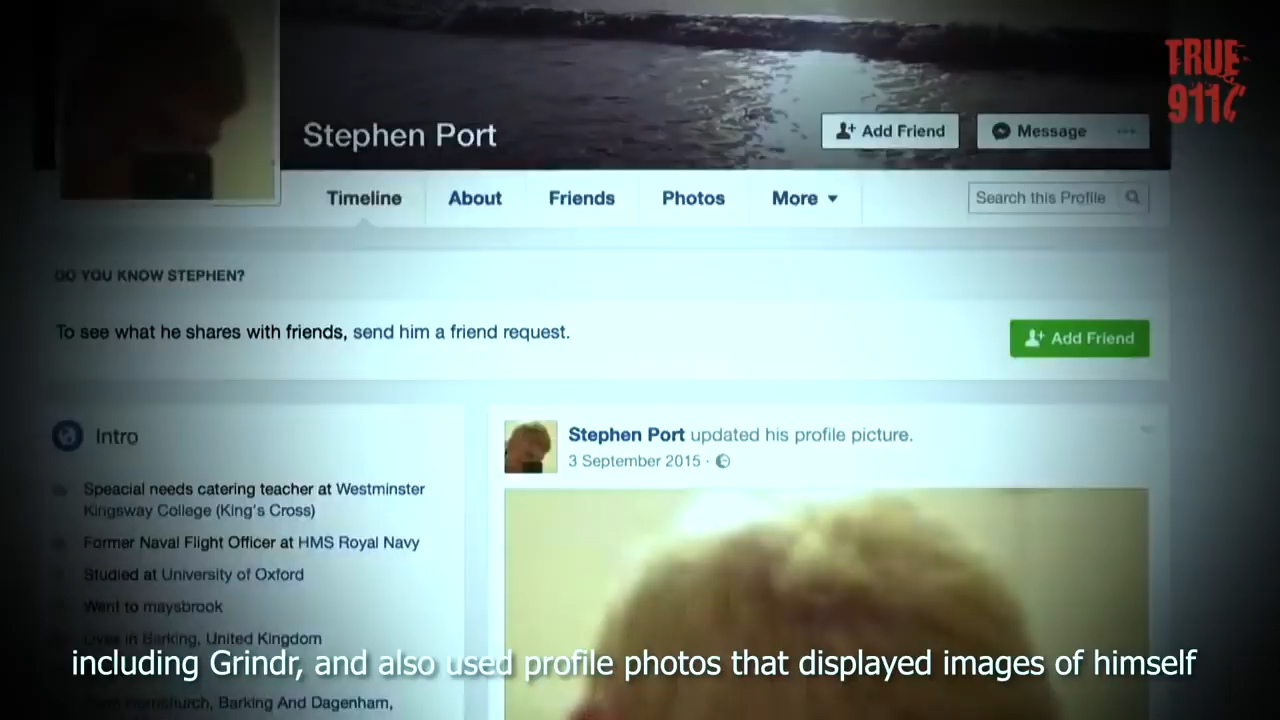 TRUE
911
Stephen Port
Add Friend
Message
Timeline
About
Friends
Photos
More
Search this Profile
DO YOU KNOW STEPHEN?
To see what he shares with friends, send him a friend request.
Add Friend
Intro
Stephen Port updated his profile picture.
3 September 2015 ·
Speacial needs catering teacher at Westminster
Kingsway College (King's Cross)
Former Naval Flight Officer at HMS Royal Navy
Studied at University of Oxford
Went to maysbrook
Lives in Barking, United Kingdom
including Grindr, and also used profile photos that displayed images of himself
Hornchurch, Barking And Dagenham,